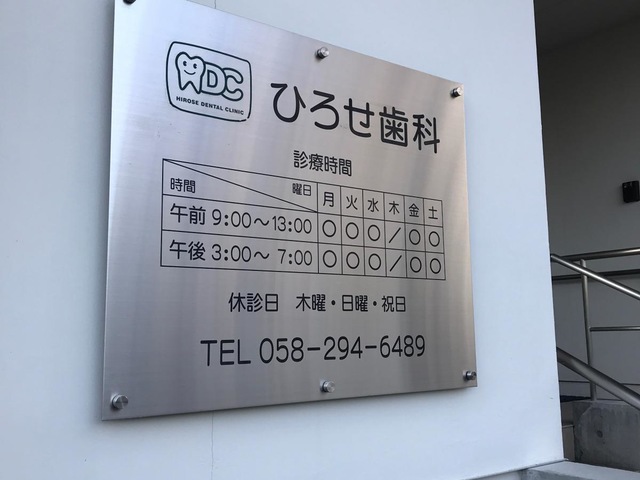 DC
HIROSE DENTAL CLINIC
ひろせ歯科
診療時間
時間 曜日 月 火 水 木 金 土
午前 9:00〜13:00 ○ ○ ○ / ○ ○
午後 3:00〜 7:00 ○ ○ ○ / ○ ○
休診日 木曜・日曜・祝日
TEL 058-294-6489